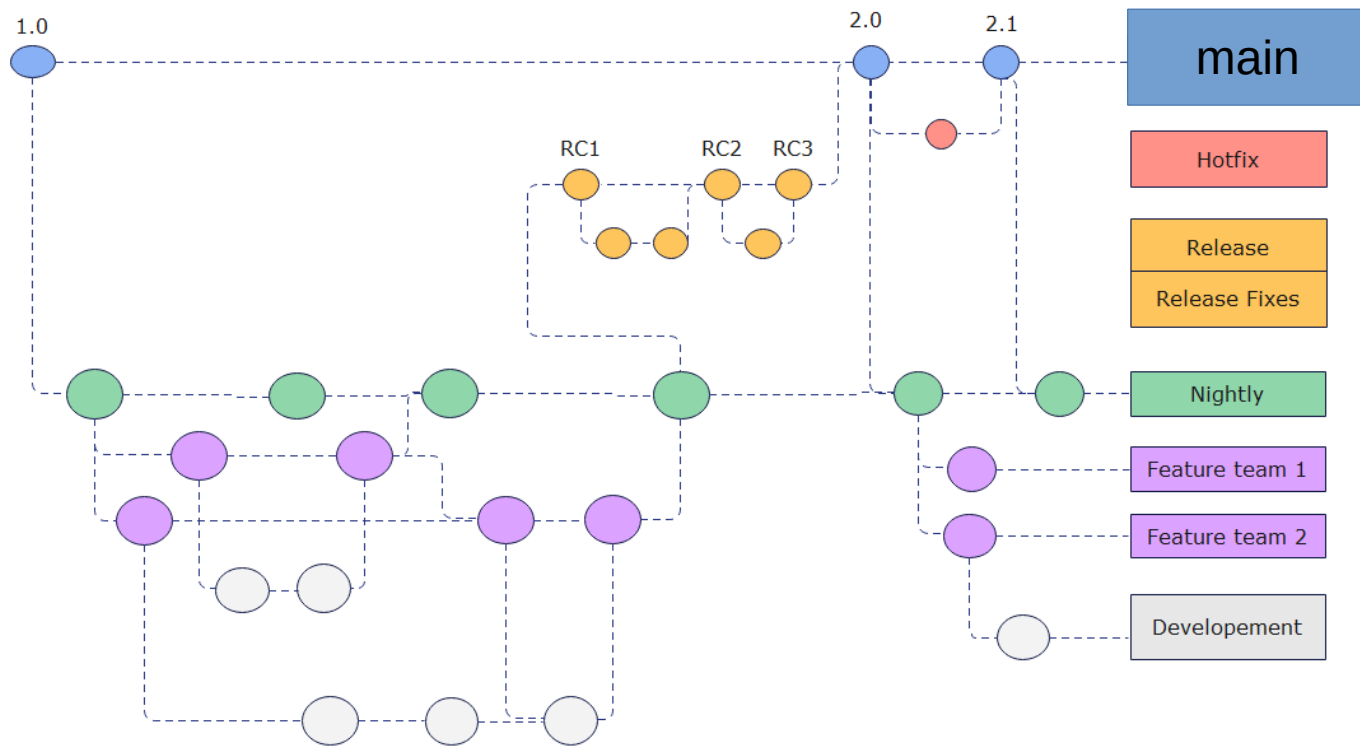 1.0
2.0
2.1
main
RC1
RC2
RC3
Hotfix
Release
Release Fixes
Nightly
Feature team 1
Feature team 2
Developement